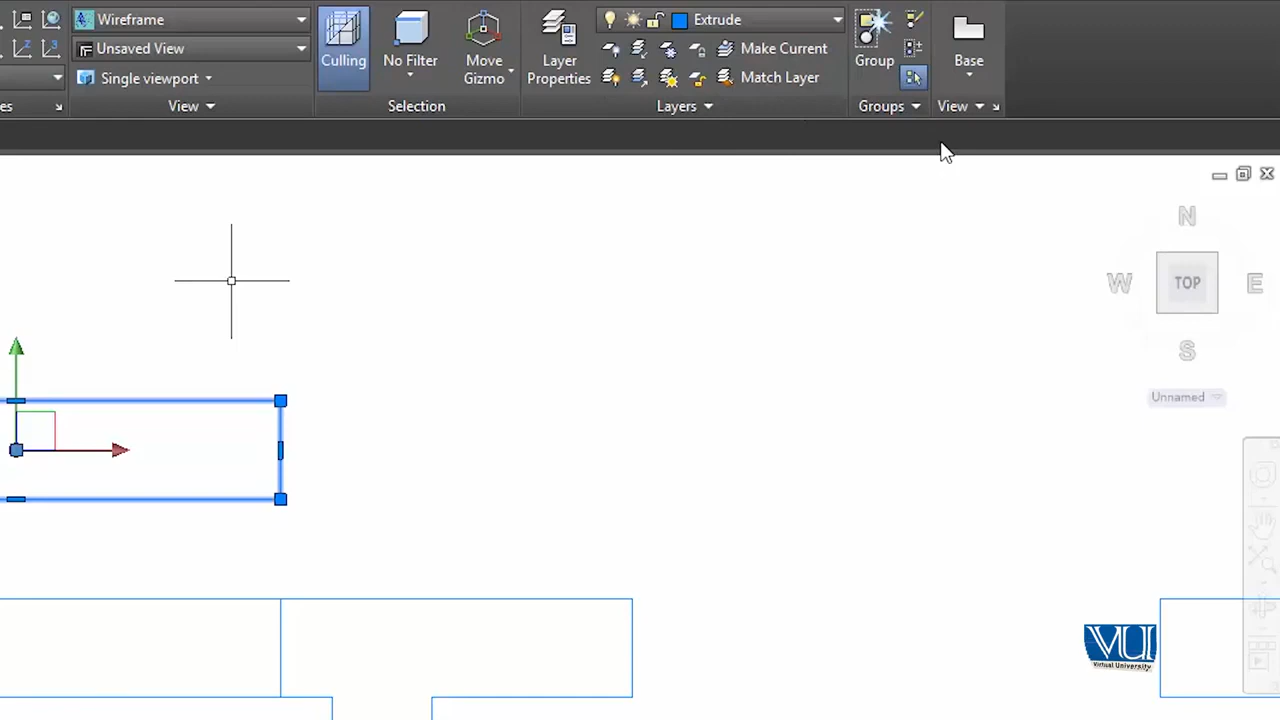 Wireframe
Unsaved View
Single viewport
es
View
Culling
No Filter
Move
Gizmo
Selection
Layer
Properties
Extrude
Make Current
Match Layer
Layers
Group
Groups
Base
View
N
W
TOP
E
S
Unnamed
VU
Virtual University